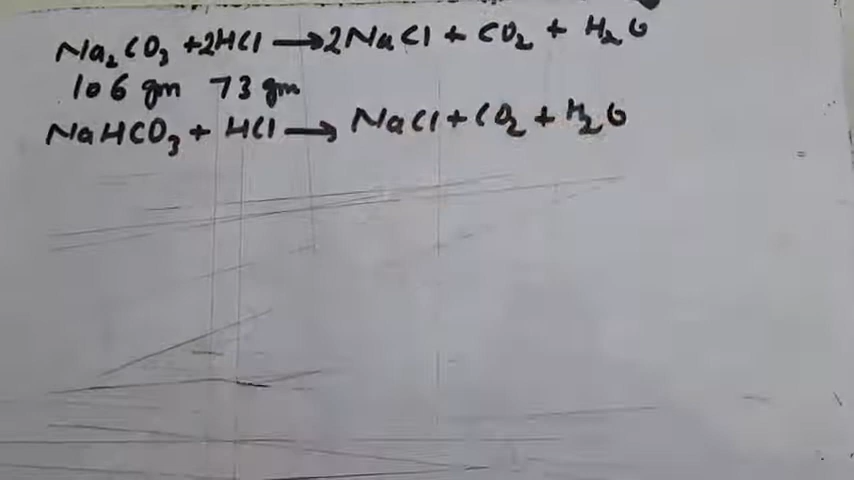 Na₂CO₃ + 2HCl → 2NaCl + CO₂ + H₂O
106 gm 73 gm
NaHCO₃ + HCl → NaCl + CO₂ + H₂O